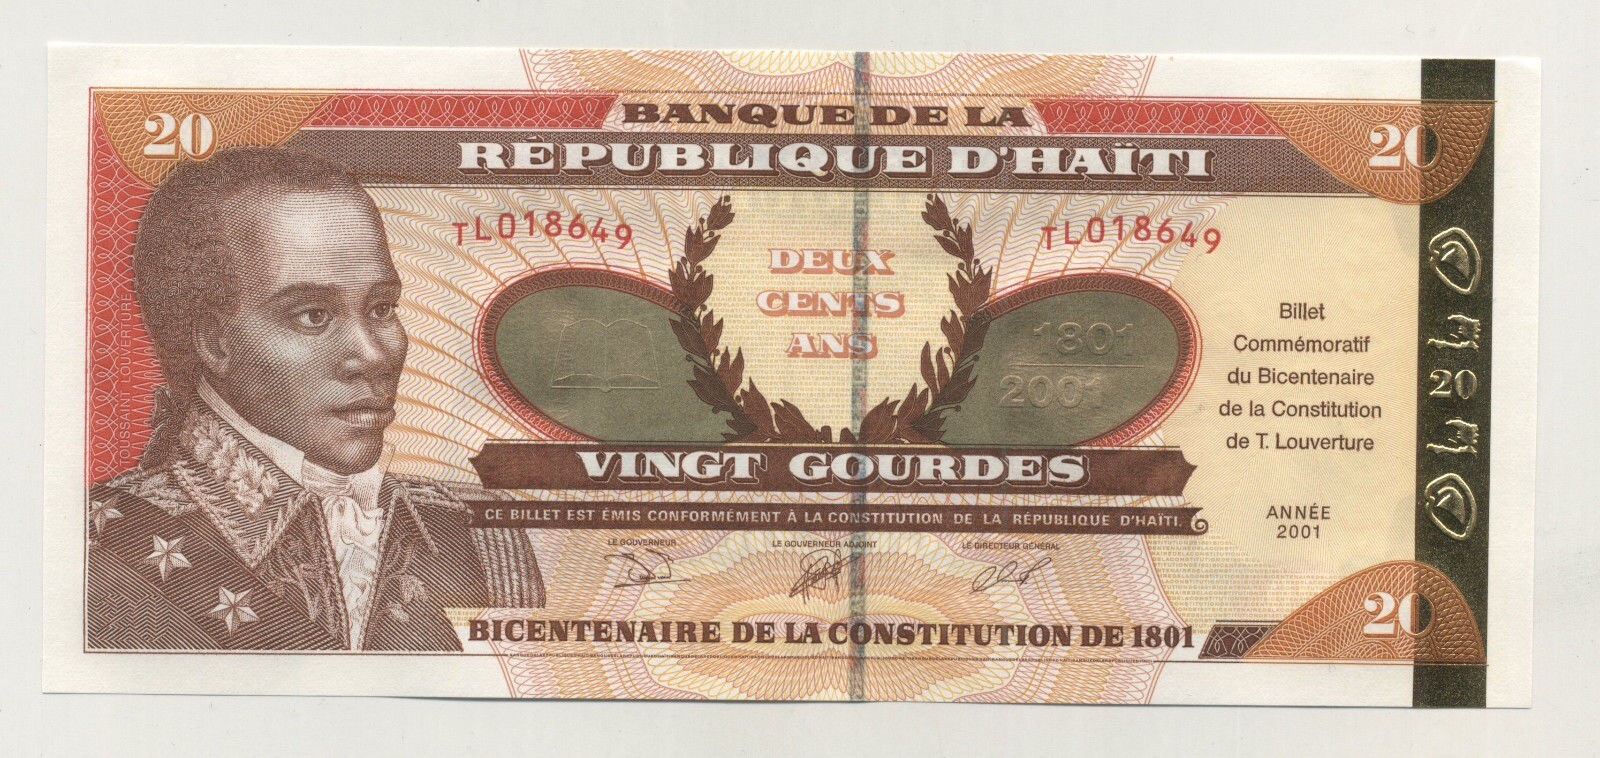 20
BANQUE DE LA
20
RÉPUBLIQUE D'HAÏTI
TL018649
TL018649
DEUX
CENTS
ANS
1801
2001
Billet
Commémoratif
du Bicentenaire
de la Constitution
de T. Louverture
20
TOUSSAINT LOUVERTURE
VINGT GOURDES
CE BILLET EST ÉMIS CONFORMÉMENT À LA CONSTITUTION DE LA RÉPUBLIQUE D'HAÏTI.
ANNÉE
2001
LE GOUVERNEUR
LE GOUVERNEUR ADJOINT
LE DIRECTEUR GÉNÉRAL
20
BICENTENAIRE DE LA CONSTITUTION DE 1801